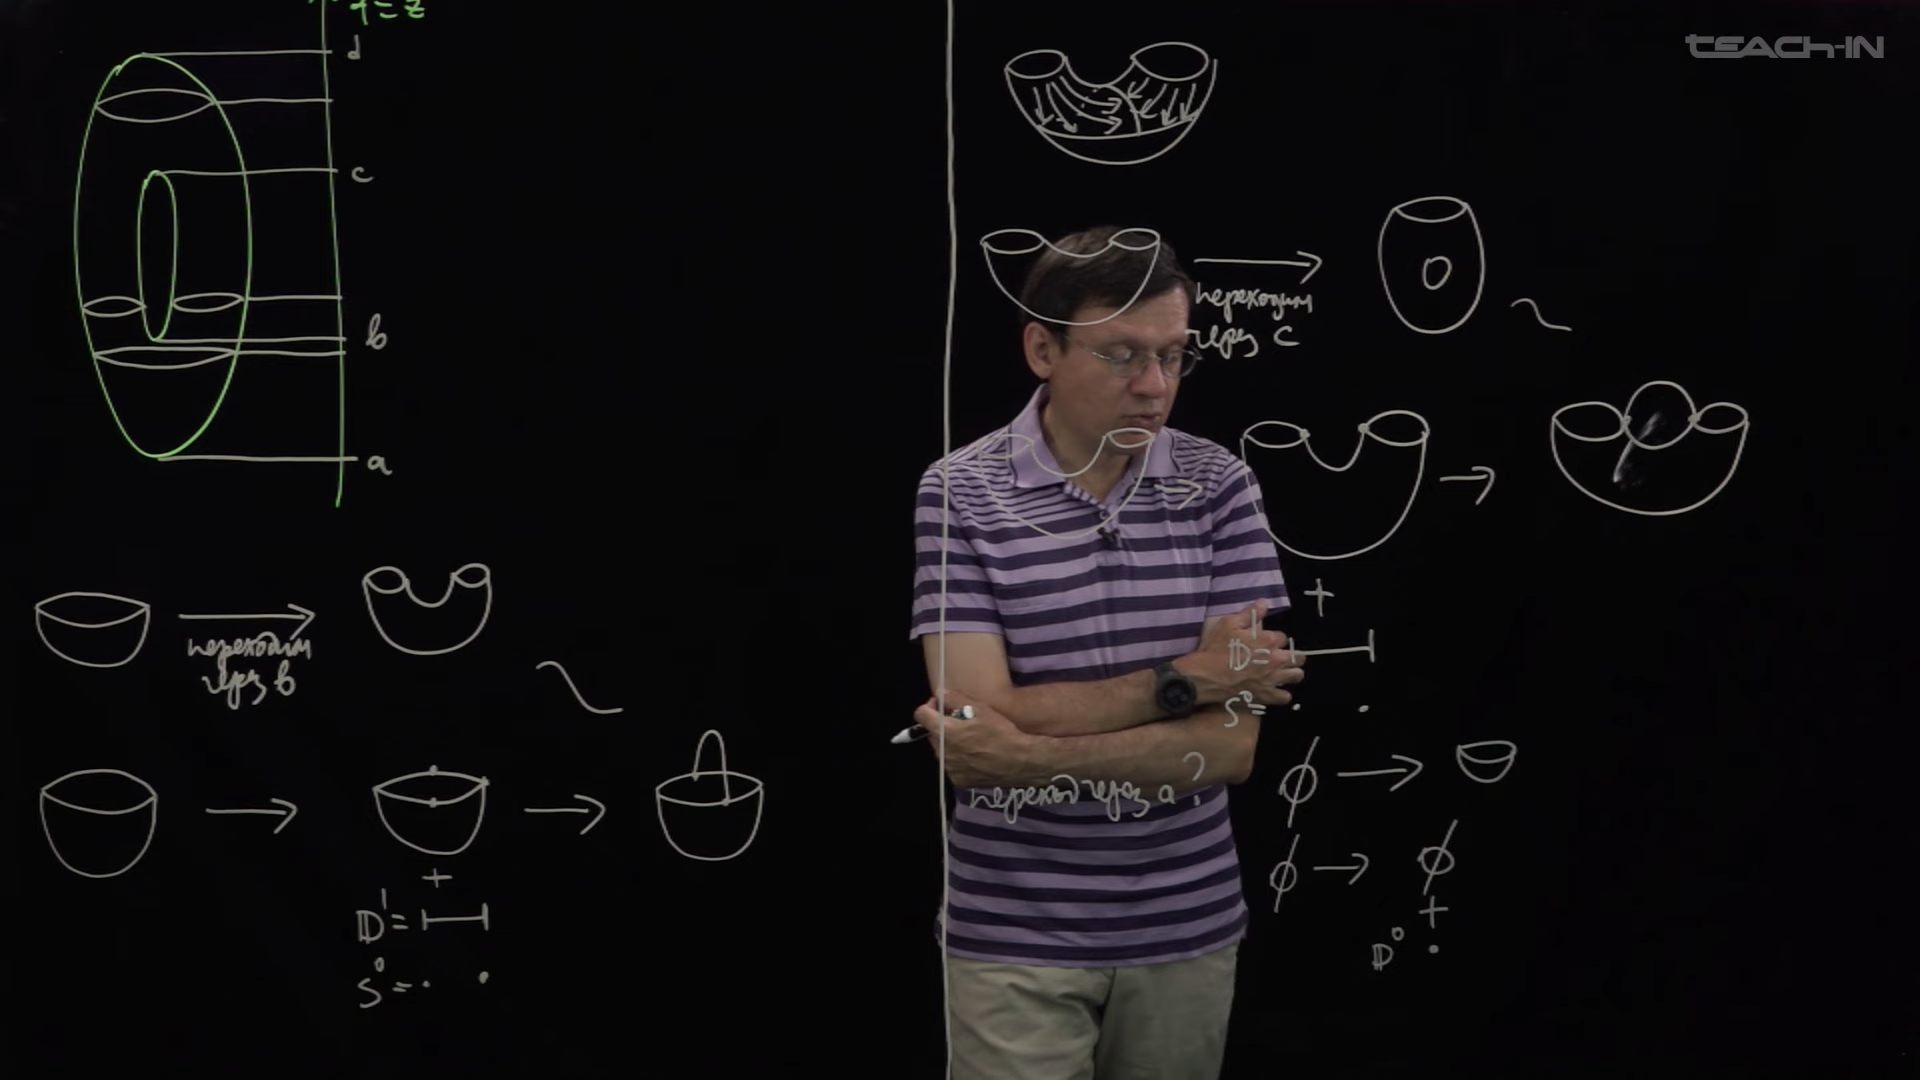 f = z
d
c
b
a
переходим
через b
+
D¹ =
S⁰ = · ·
TEACH-IN
переходим
через c
+
D¹ =
S⁰ = · ·
переход через a?
∅ → 
∅ → ∅
+
D⁰ ·